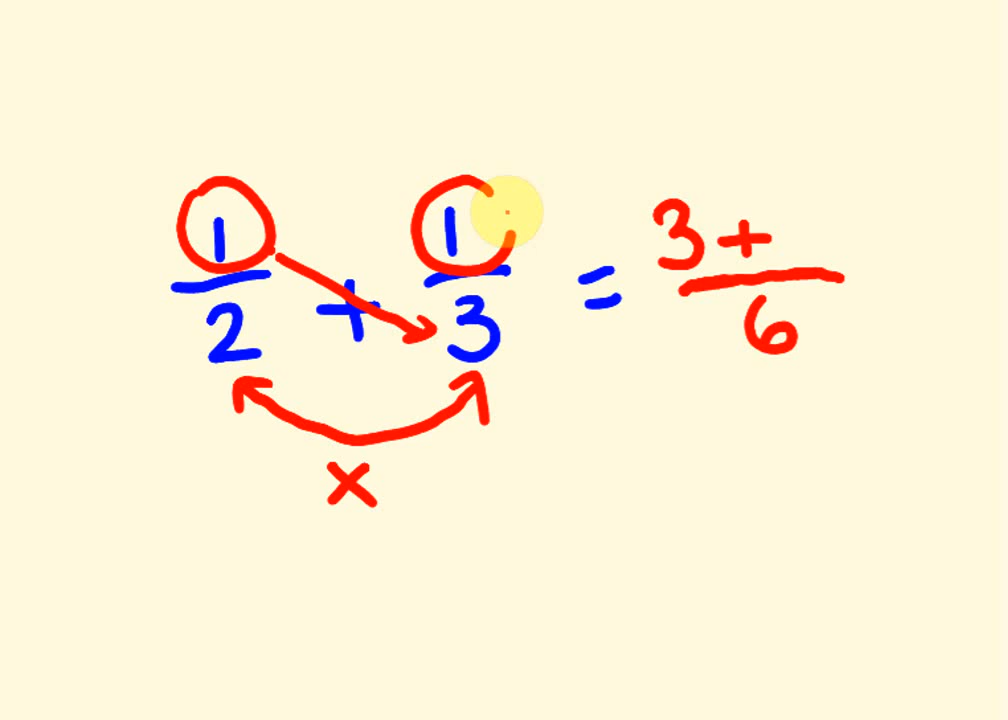 1/2 + 1/3 = 3+/6
×